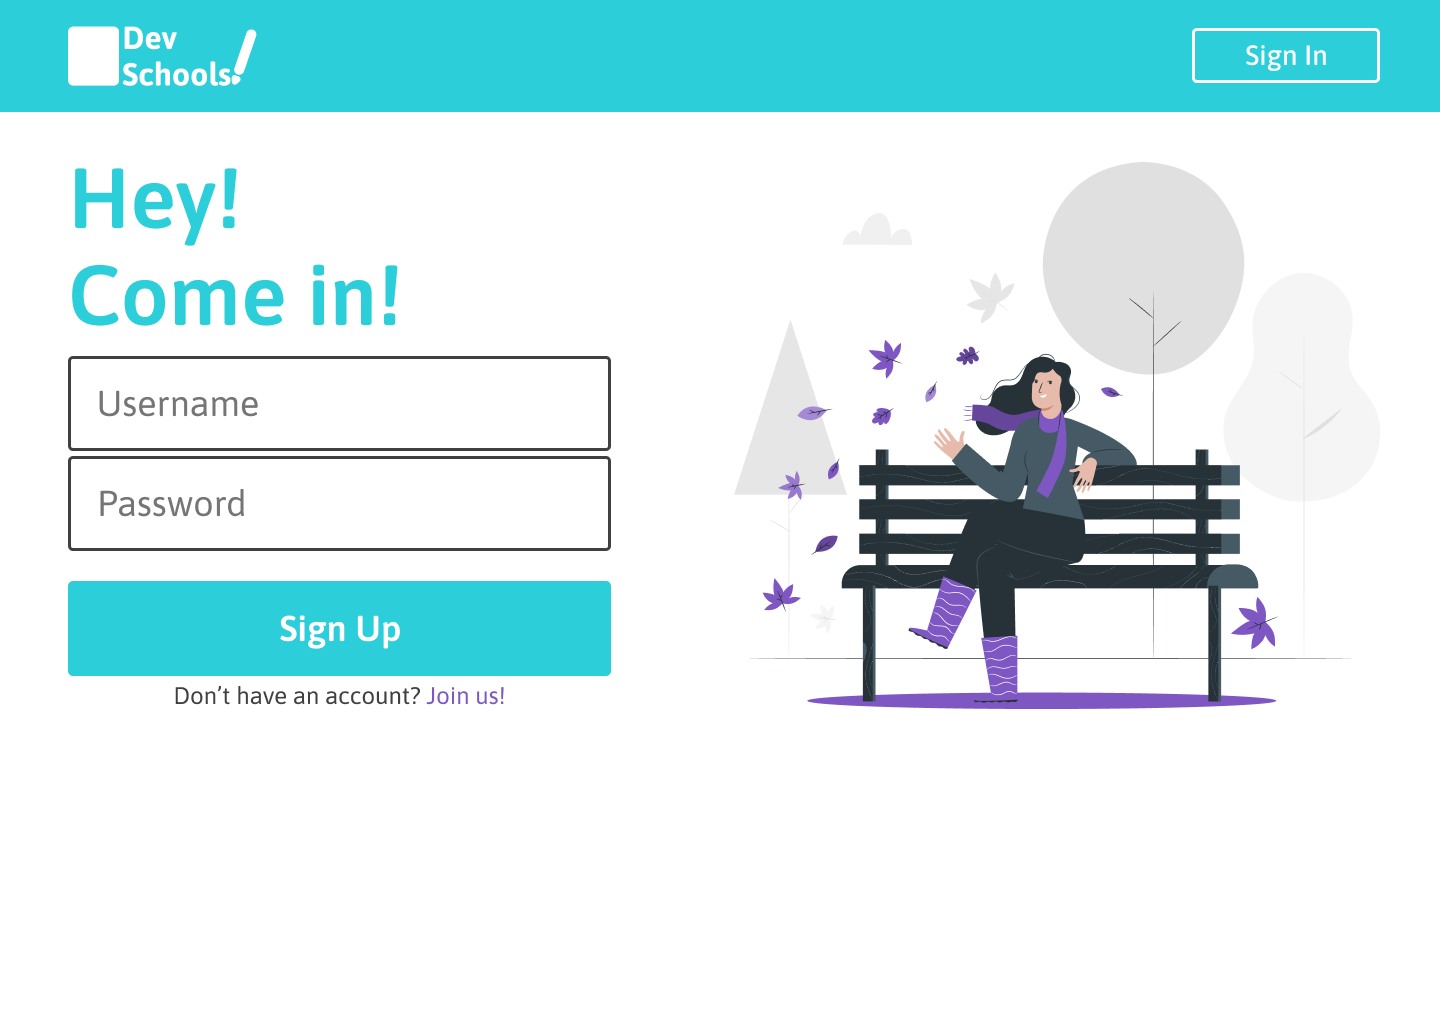 Dev
Schools!
Sign In
Hey!
Come in!
Username
Password
Sign Up
Don’t have an account? Join us!